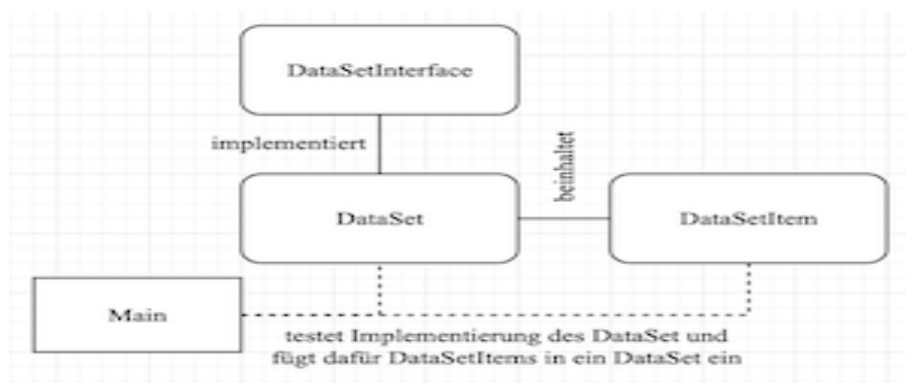 DataSetInterface
implementiert
beinhaltet
DataSet
DataSetItem
Main
testet Implementierung des DataSet und
fügt dafür DataSetItems in ein DataSet ein